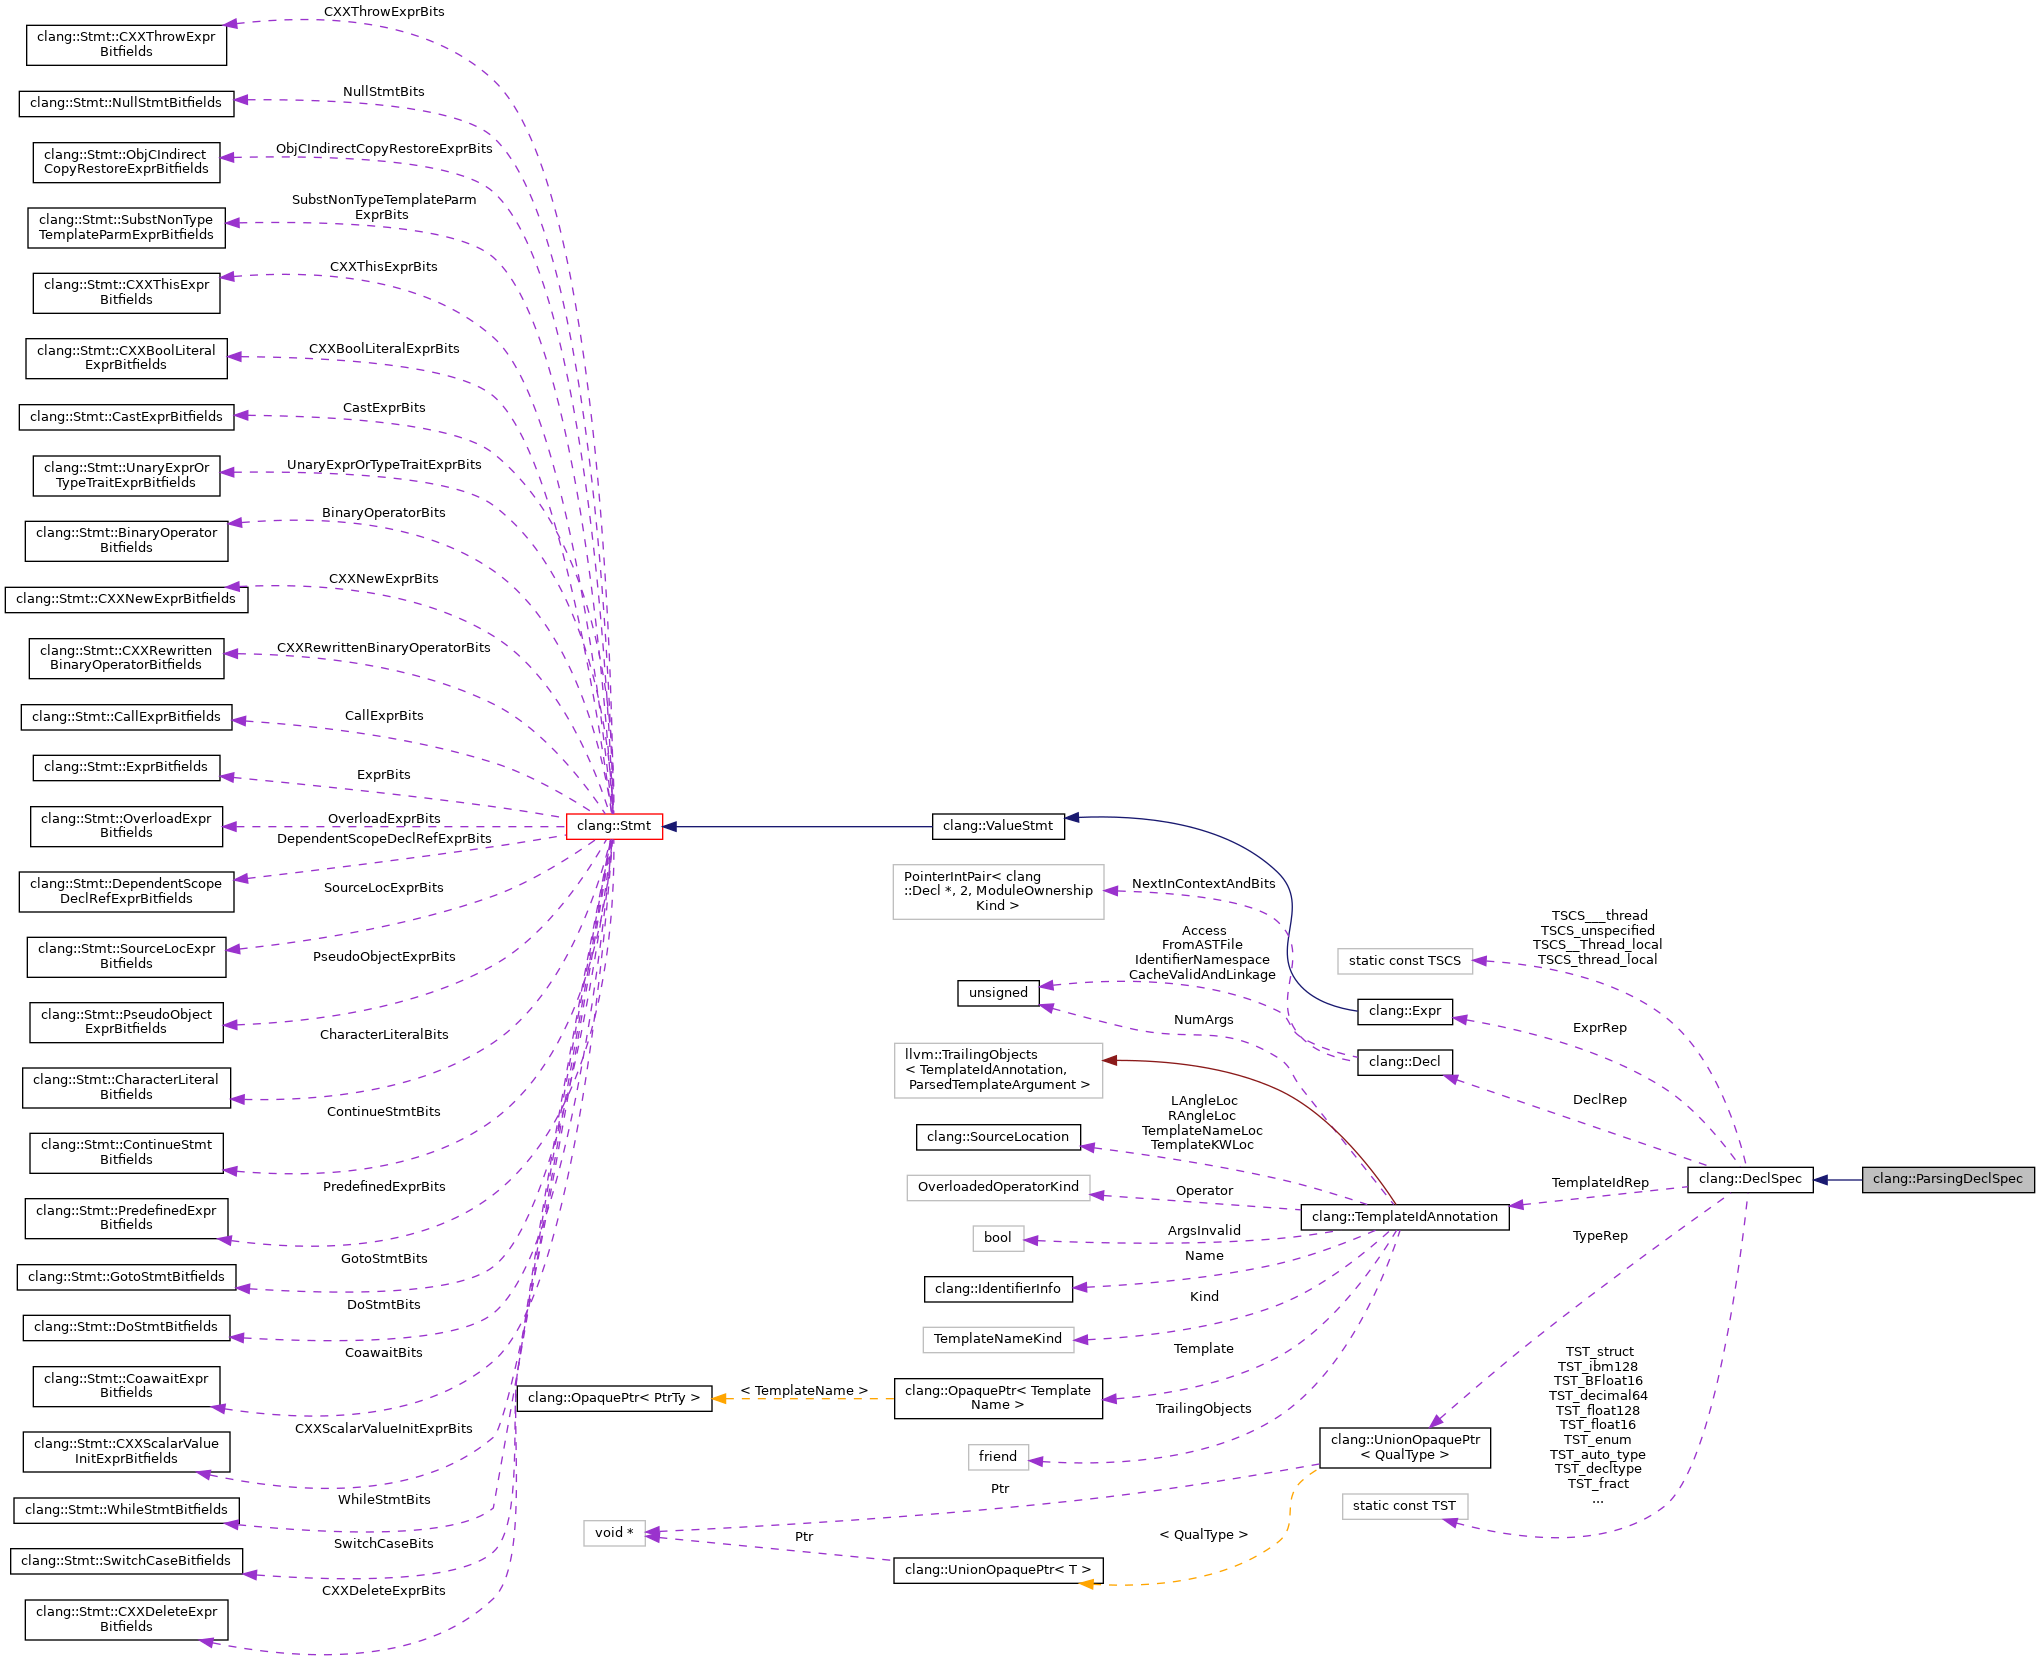 CXXThrowExprBits
clang::Stmt::CXXThrowExpr
Bitfields
NullStmtBits
clang::Stmt::NullStmtBitfields
ObjCIndirectCopyRestoreExprBits
clang::Stmt::ObjCIndirect
CopyRestoreExprBitfields
SubstNonTypeTemplateParm
ExprBits
clang::Stmt::SubstNonType
TemplateParmExprBitfields
CXXThisExprBits
clang::Stmt::CXXThisExpr
Bitfields
CXXBoolLiteralExprBits
clang::Stmt::CXXBoolLiteral
ExprBitfields
CastExprBits
clang::Stmt::CastExprBitfields
UnaryExprOrTypeTraitExprBits
clang::Stmt::UnaryExprOr
TypeTraitExprBitfields
BinaryOperatorBits
clang::Stmt::BinaryOperator
Bitfields
CXXNewExprBits
clang::Stmt::CXXNewExprBitfields
CXXRewrittenBinaryOperatorBits
clang::Stmt::CXXRewritten
BinaryOperatorBitfields
CallExprBits
clang::Stmt::CallExprBitfields
ExprBits
clang::Stmt::ExprBitfields
OverloadExprBits
clang::Stmt::OverloadExpr
Bitfields
DependentScopeDeclRefExprBits
clang::Stmt::DependentScope
DeclRefExprBitfields
SourceLocExprBits
clang::Stmt::SourceLocExpr
Bitfields
PseudoObjectExprBits
clang::Stmt::PseudoObject
ExprBitfields
CharacterLiteralBits
clang::Stmt::CharacterLiteral
Bitfields
ContinueStmtBits
clang::Stmt::ContinueStmt
Bitfields
PredefinedExprBits
clang::Stmt::PredefinedExpr
Bitfields
GotoStmtBits
clang::Stmt::GotoStmtBitfields
DoStmtBits
clang::Stmt::DoStmtBitfields
CoawaitBits
clang::Stmt::CoawaitExpr
Bitfields
CXXScalarValueInitExprBits
clang::Stmt::CXXScalarValue
InitExprBitfields
WhileStmtBits
clang::Stmt::WhileStmtBitfields
SwitchCaseBits
clang::Stmt::SwitchCaseBitfields
CXXDeleteExprBits
clang::Stmt::CXXDeleteExpr
Bitfields
clang::Stmt
clang::OpaquePtr< PtrTy >
void *
< TemplateName >
Ptr
Ptr
clang::ValueStmt
PointerIntPair< clang
::Decl *, 2, ModuleOwnership
Kind >
unsigned
llvm::TrailingObjects
< TemplateIdAnnotation,
ParsedTemplateArgument >
clang::SourceLocation
OverloadedOperatorKind
bool
clang::IdentifierInfo
TemplateNameKind
clang::OpaquePtr< Template
Name >
friend
clang::UnionOpaquePtr< T >
NextInContextAndBits
Access
FromASTFile
IdentifierNamespace
CacheValidAndLinkage
NumArgs
LAngleLoc
RAngleLoc
TemplateNameLoc
TemplateKWLoc
Operator
ArgsInvalid
Name
Kind
Template
TrailingObjects
< QualType >
static const TSCS
clang::Expr
clang::Decl
clang::TemplateIdAnnotation
clang::UnionOpaquePtr
< QualType >
static const TST
TSCS___thread
TSCS_unspecified
TSCS__Thread_local
TSCS_thread_local
ExprRep
DeclRep
TemplateIdRep
TypeRep
TST_struct
TST_ibm128
TST_BFloat16
TST_decimal64
TST_float128
TST_float16
TST_enum
TST_auto_type
TST_decltype
TST_fract
...
clang::DeclSpec
clang::ParsingDeclSpec